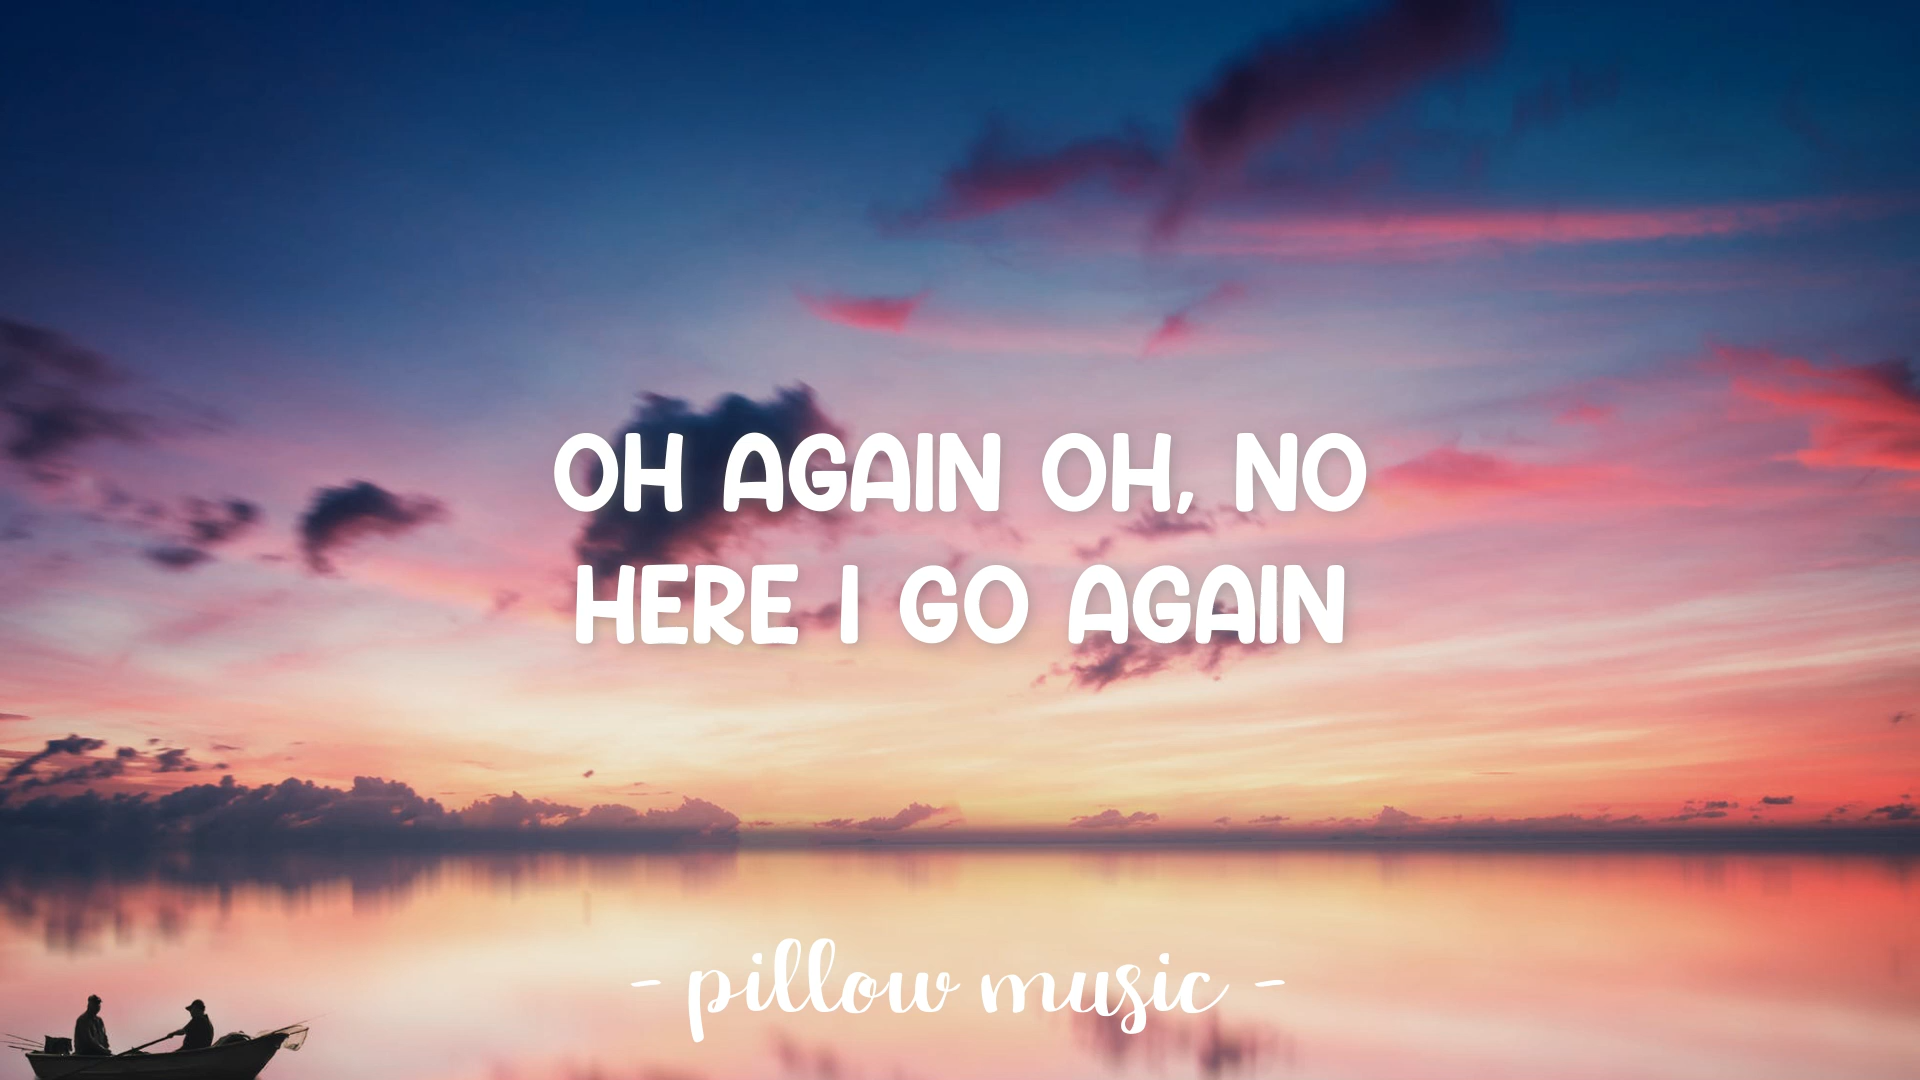 OH AGAIN OH, NO
HERE I GO AGAIN
- pillow music -